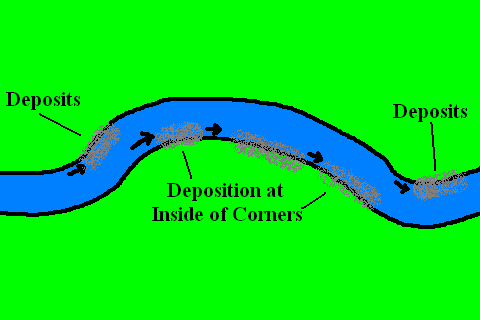 Deposits
Deposits
Deposition at
Inside of Corners